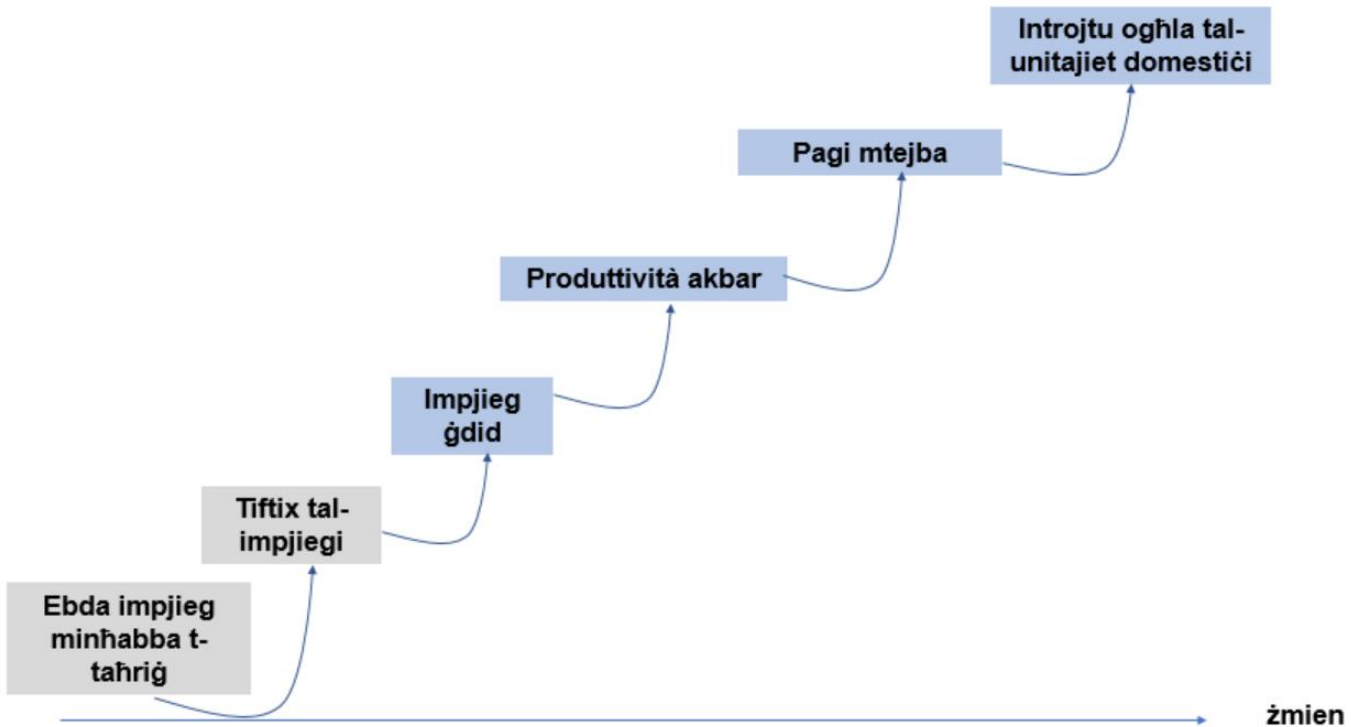 Introjtu ogħla tal-
unitajiet domestiċi
Pagi mtejba
Produttività akbar
Impjieg
ġdid
Tiftix tal-
impjiegi
Ebda impjieg
minħabba t-
taħriġ
żmien